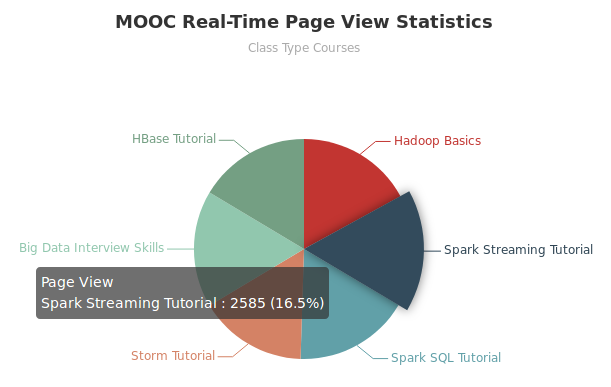 MOOC Real-Time Page View Statistics
Class Type Courses
HBase Tutorial
Hadoop Basics
Big Data Interview Skills
Spark Streaming Tutorial
Page View
Spark Streaming Tutorial : 2585 (16.5%)
Storm Tutorial
Spark SQL Tutorial